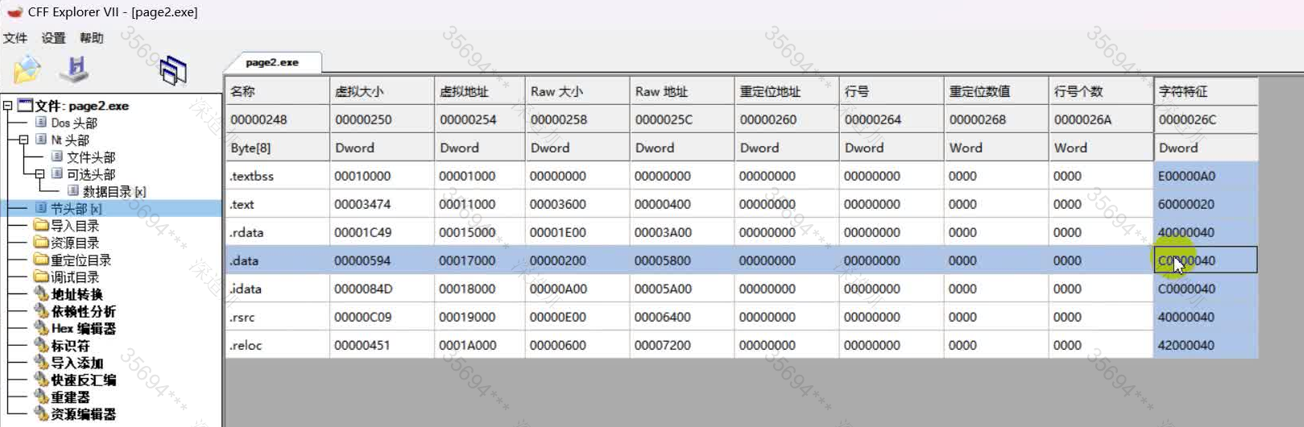 CFF Explorer VII - [page2.exe]
文件 设置 帮助
page2.exe
文件: page2.exe
Dos 头部
Nt 头部
文件头部
可选头部
数据目录 [x]
节头部 [x]
导入目录
资源目录
重定位目录
调试目录
地址转换
依赖性分析
Hex 编辑器
标识符
导入添加
快速反汇编
重建器
资源编辑器
名称 虚拟大小 虚拟地址 Raw 大小 Raw 地址 重定位地址 行号 重定位数值 行号个数 字符特征
00000248 00000250 00000254 00000258 0000025C 00000260 00000264 00000268 0000026A 0000026C
Byte[8] Dword Dword Dword Dword Dword Dword Word Word Dword
.textbss 00010000 00001000 00000000 00000000 00000000 00000000 0000 0000 E00000A0
.text 00003474 00011000 00003600 00000400 00000000 00000000 0000 0000 60000020
.rdata 00001C49 00015000 00001E00 00003A00 00000000 00000000 0000 0000 40000040
.data 00000594 00017000 00000200 00005800 00000000 00000000 0000 0000 C0000040
.idata 0000084D 00018000 00000A00 00005A00 00000000 00000000 0000 0000 C0000040
.rsrc 00000C09 00019000 00000E00 00006400 00000000 00000000 0000 0000 40000040
.reloc 00000451 0001A000 00000600 00007200 00000000 00000000 0000 0000 42000040
35694***
35694***
35694***
35694***
35694***
35694***
35694***
35694***